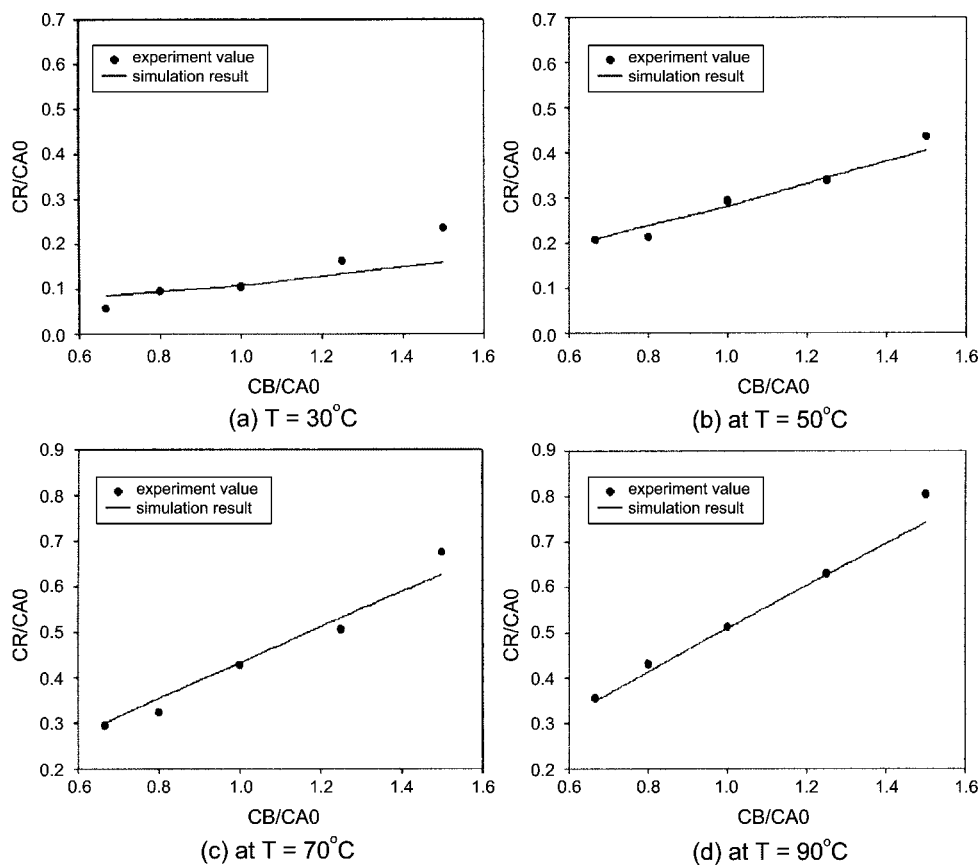 0.7
0.6
0.5
0.4
0.3
0.2
0.1
0.0
CR/CA0
experiment value
simulation result
0.6 0.8 1.0 1.2 1.4 1.6
CB/CA0
(a) T = 30°C
0.7
0.6
0.5
0.4
0.3
0.2
0.1
0.0
CR/CA0
experiment value
simulation result
0.6 0.8 1.0 1.2 1.4 1.6
CB/CA0
(b) at T = 50°C
0.9
0.8
0.7
0.6
0.5
0.4
0.3
0.2
CR/CA0
experiment value
simulation result
0.6 0.8 1.0 1.2 1.4 1.6
CB/CA0
(c) at T = 70°C
0.9
0.8
0.7
0.6
0.5
0.4
0.3
0.2
CR/CA0
experiment value
simulation result
0.6 0.8 1.0 1.2 1.4 1.6
CB/CA0
(d) at T = 90°C